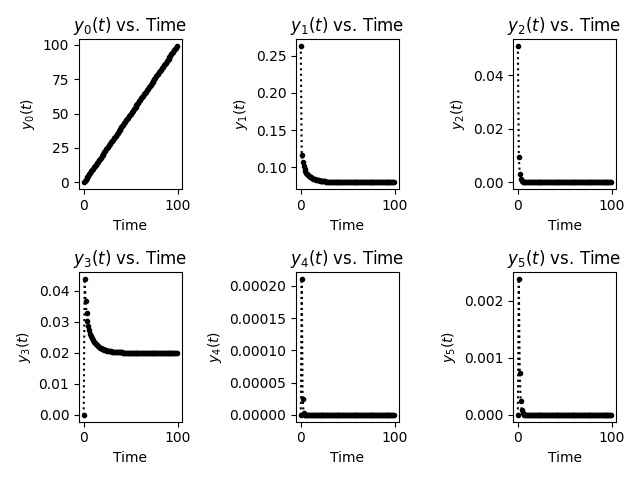 y₀(t) vs. Time
y₁(t) vs. Time
y₂(t) vs. Time
100
75
50
25
0
y₀(t)
0 100
Time
0.25
0.20
0.15
0.10
y₁(t)
0 100
Time
0.04
0.02
0.00
y₂(t)
0 100
Time
y₃(t) vs. Time
y₄(t) vs. Time
y₅(t) vs. Time
0.04
0.03
0.02
0.01
0.00
y₃(t)
0 100
Time
0.00020
0.00015
0.00010
0.00005
0.00000
y₄(t)
0 100
Time
0.002
0.001
0.000
y₅(t)
0 100
Time